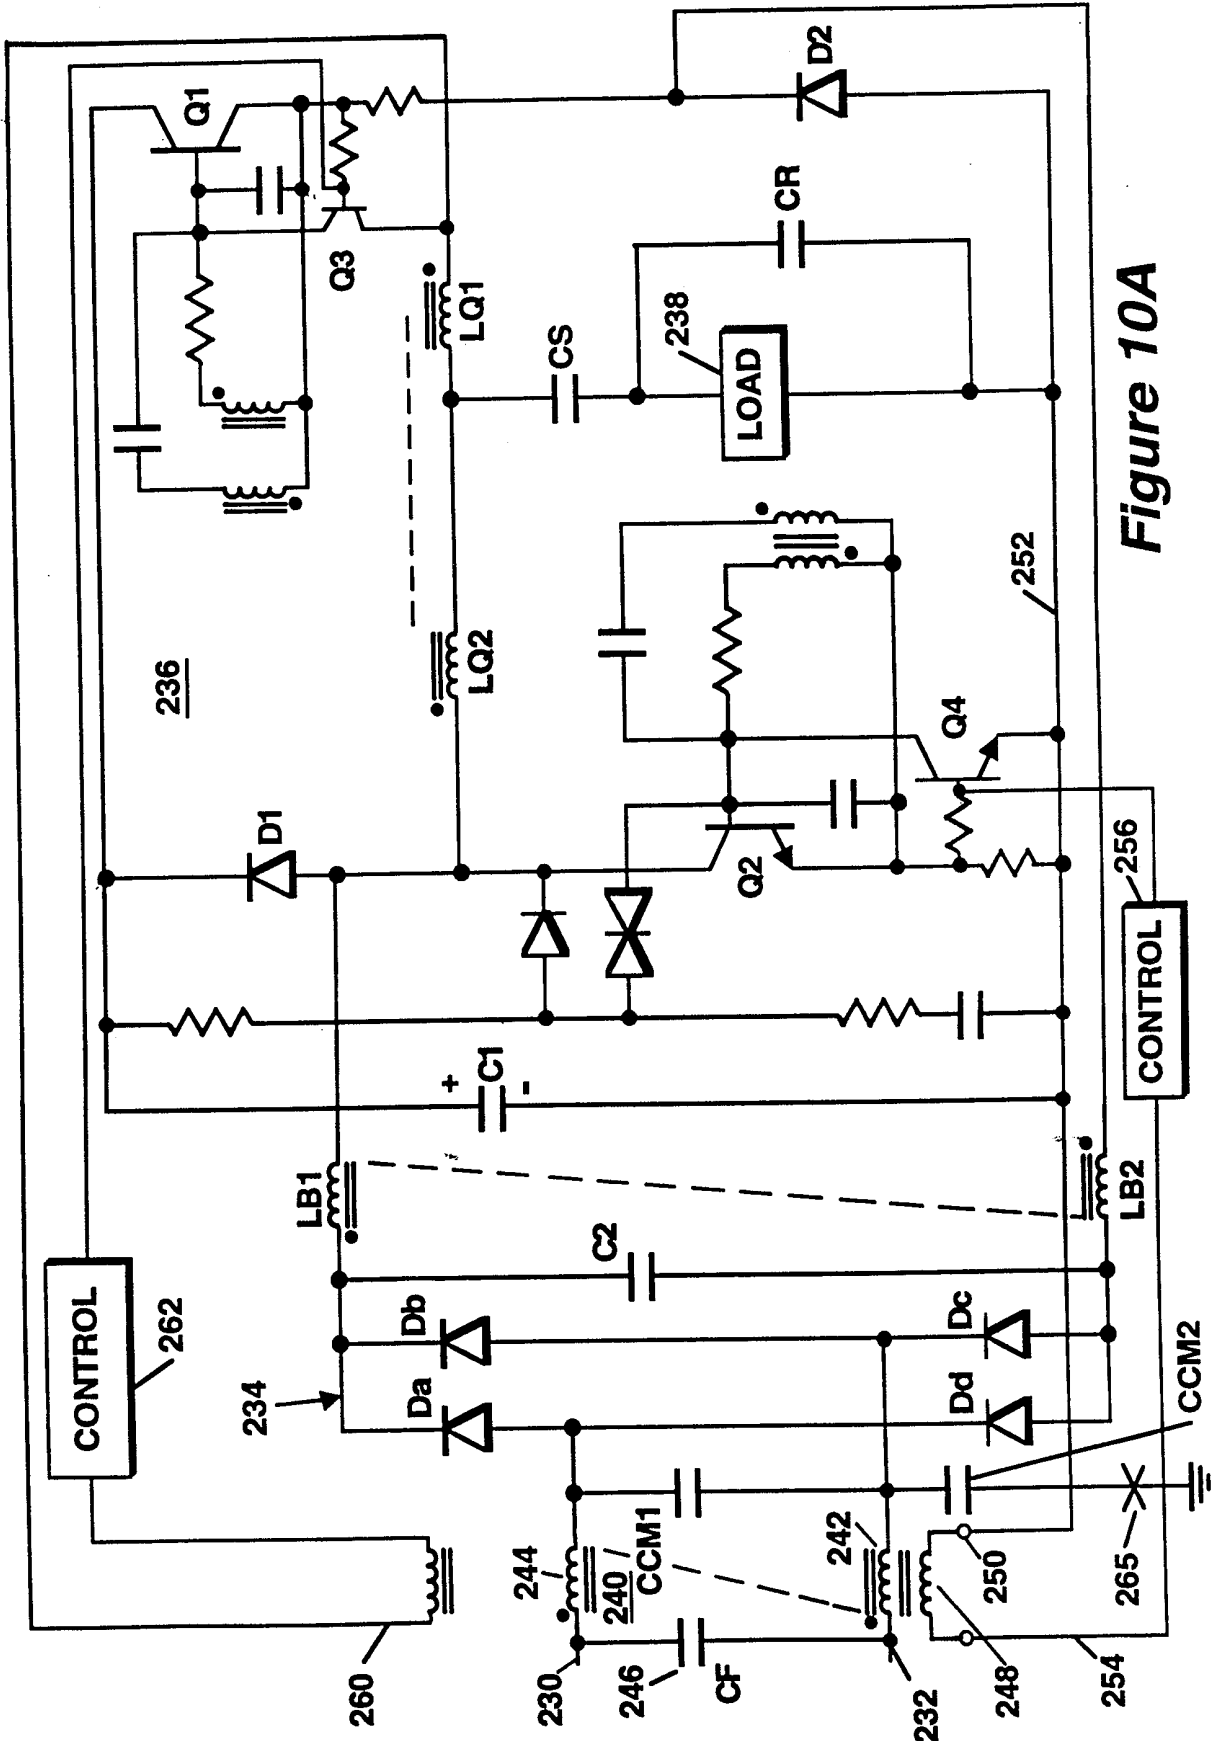 CONTROL
262
236
D1
Q1
Q3
D2
CR
CS
LQ1
LQ2
238
LOAD
252
Q4
Q2
256
CONTROL
+
C1
-
LB1
LB2
C2
Db
Da
Dc
Dd
234
CCM2
CCM1
244
240
242
250
265
260
230
246
CF
232
248
254
Figure 10A